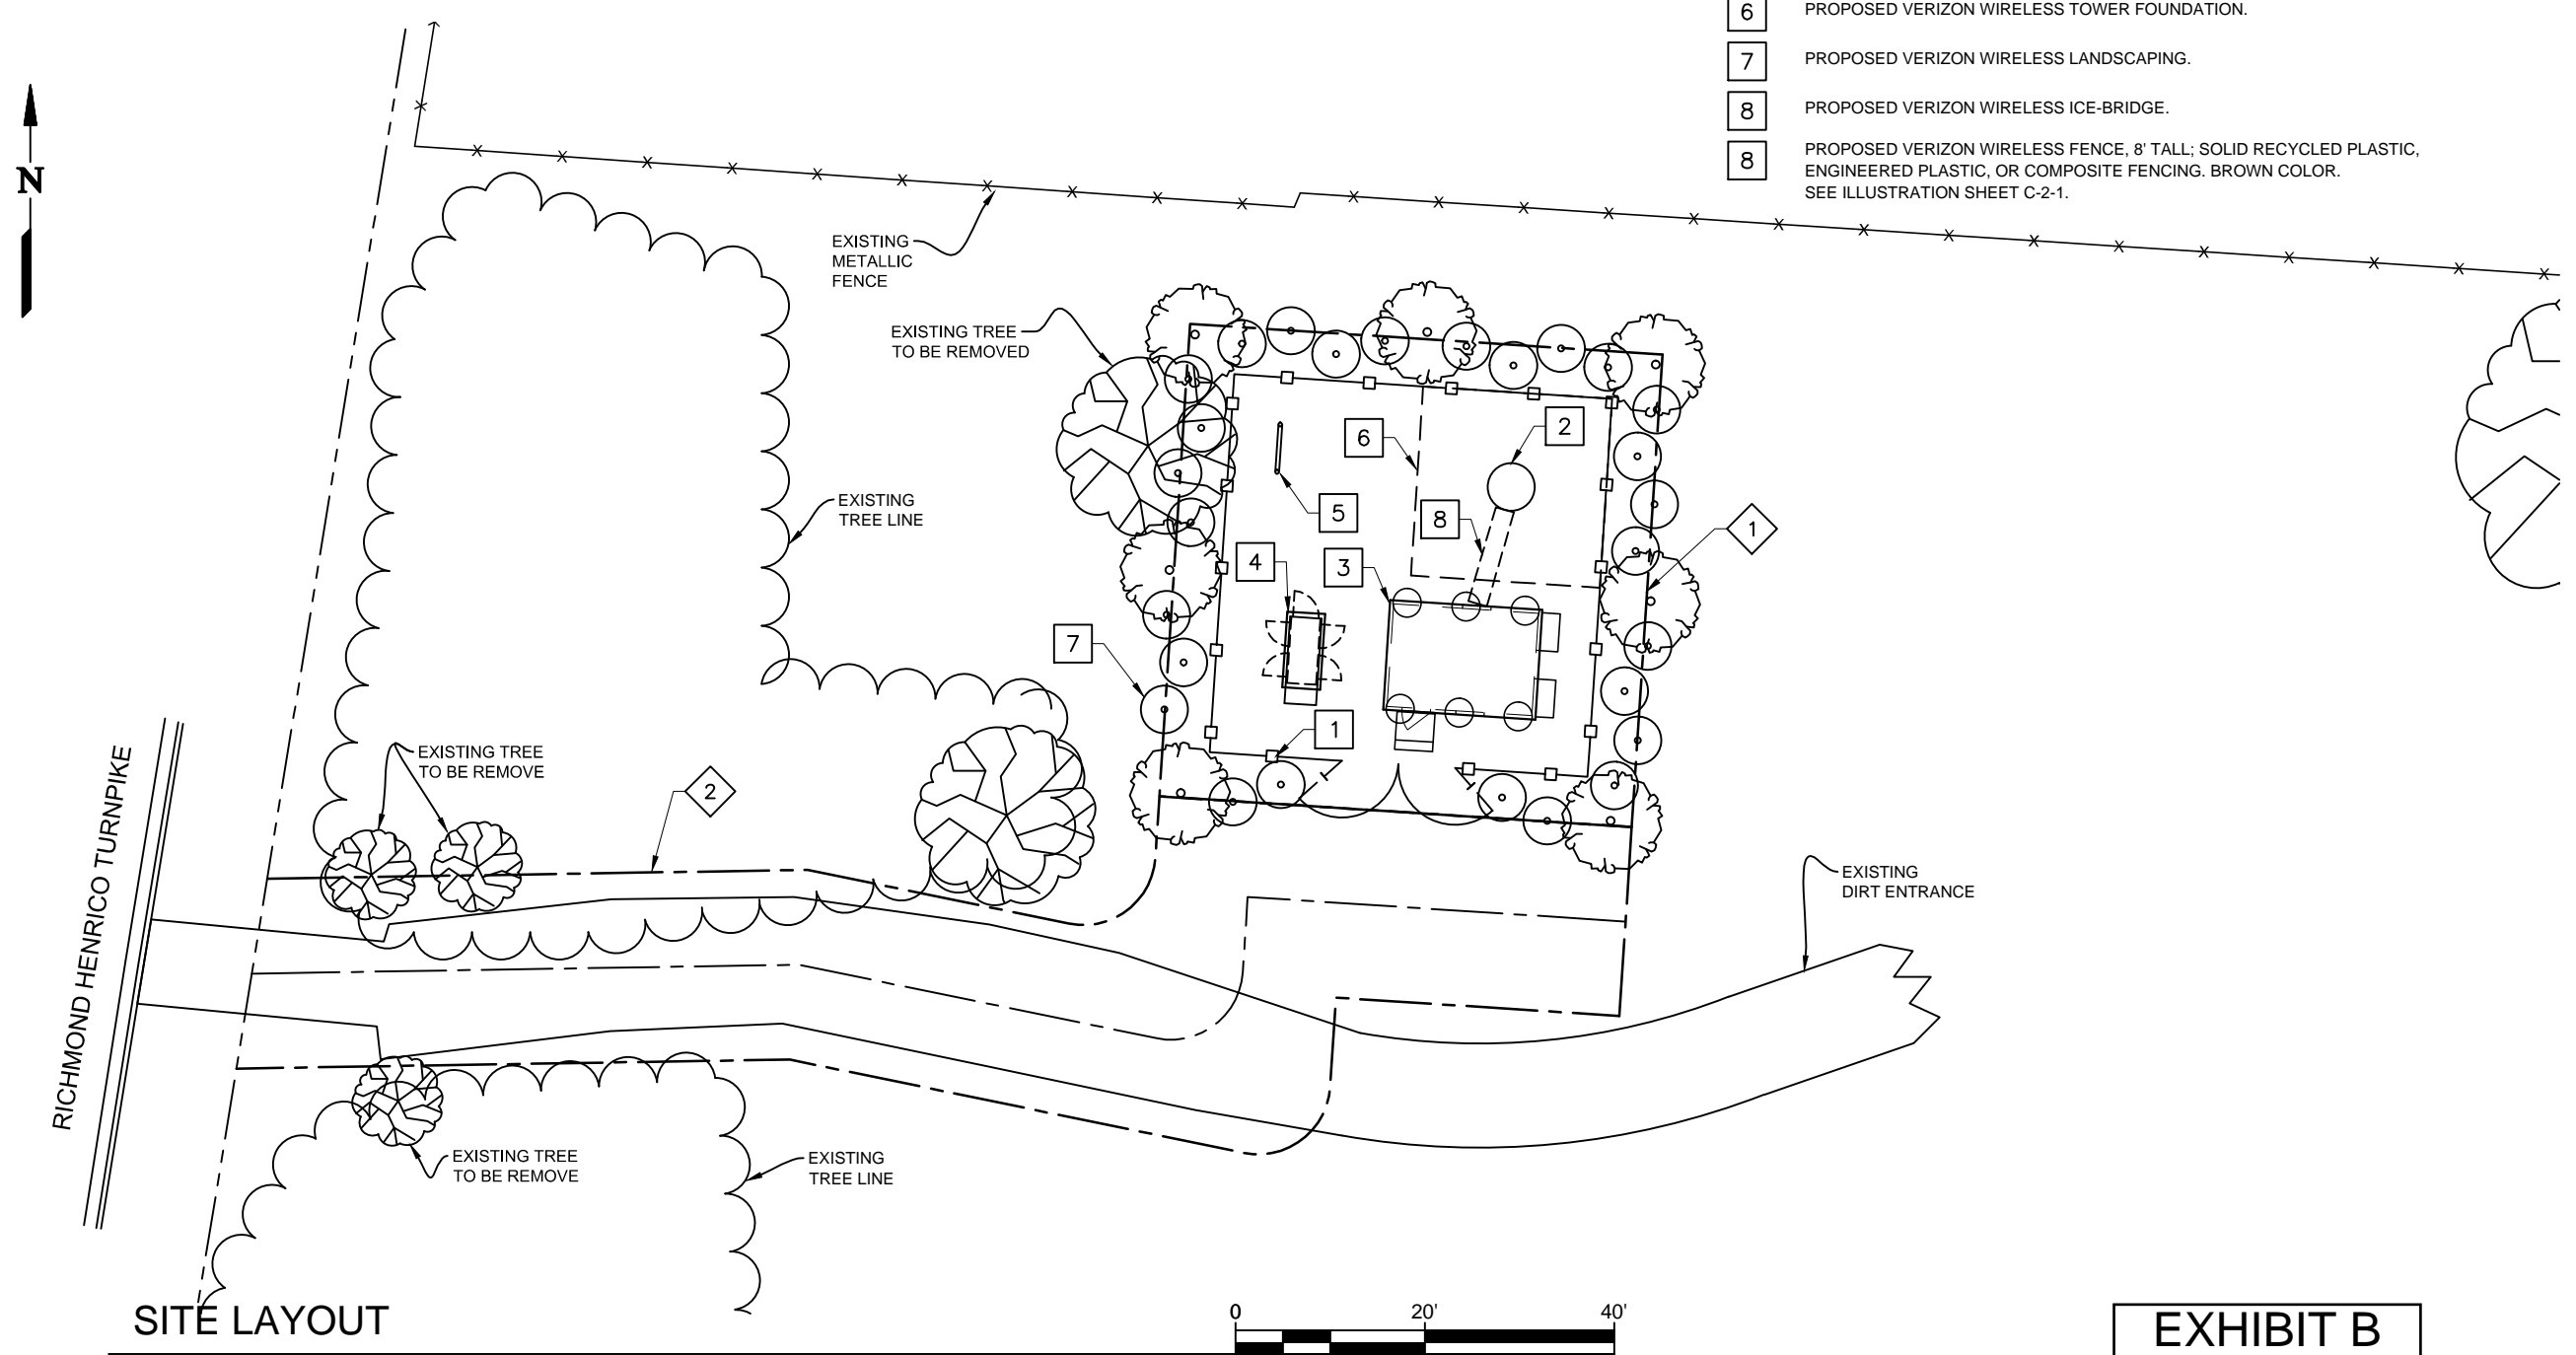 6 PROPOSED VERIZON WIRELESS TOWER FOUNDATION.
7 PROPOSED VERIZON WIRELESS LANDSCAPING.
8 PROPOSED VERIZON WIRELESS ICE-BRIDGE.
8 PROPOSED VERIZON WIRELESS FENCE, 8' TALL; SOLID RECYCLED PLASTIC,
ENGINEERED PLASTIC, OR COMPOSITE FENCING. BROWN COLOR.
SEE ILLUSTRATION SHEET C-2-1.
N
EXISTING
METALLIC
FENCE
EXISTING TREE
TO BE REMOVED
EXISTING
TREE LINE
6
2
5
8
1
4
3
7
1
EXISTING TREE
TO BE REMOVE
2
RICHMOND HENRICO TURNPIKE
EXISTING
DIRT ENTRANCE
EXISTING TREE
TO BE REMOVE
EXISTING
TREE LINE
SITE LAYOUT
0 20' 40'
EXHIBIT B